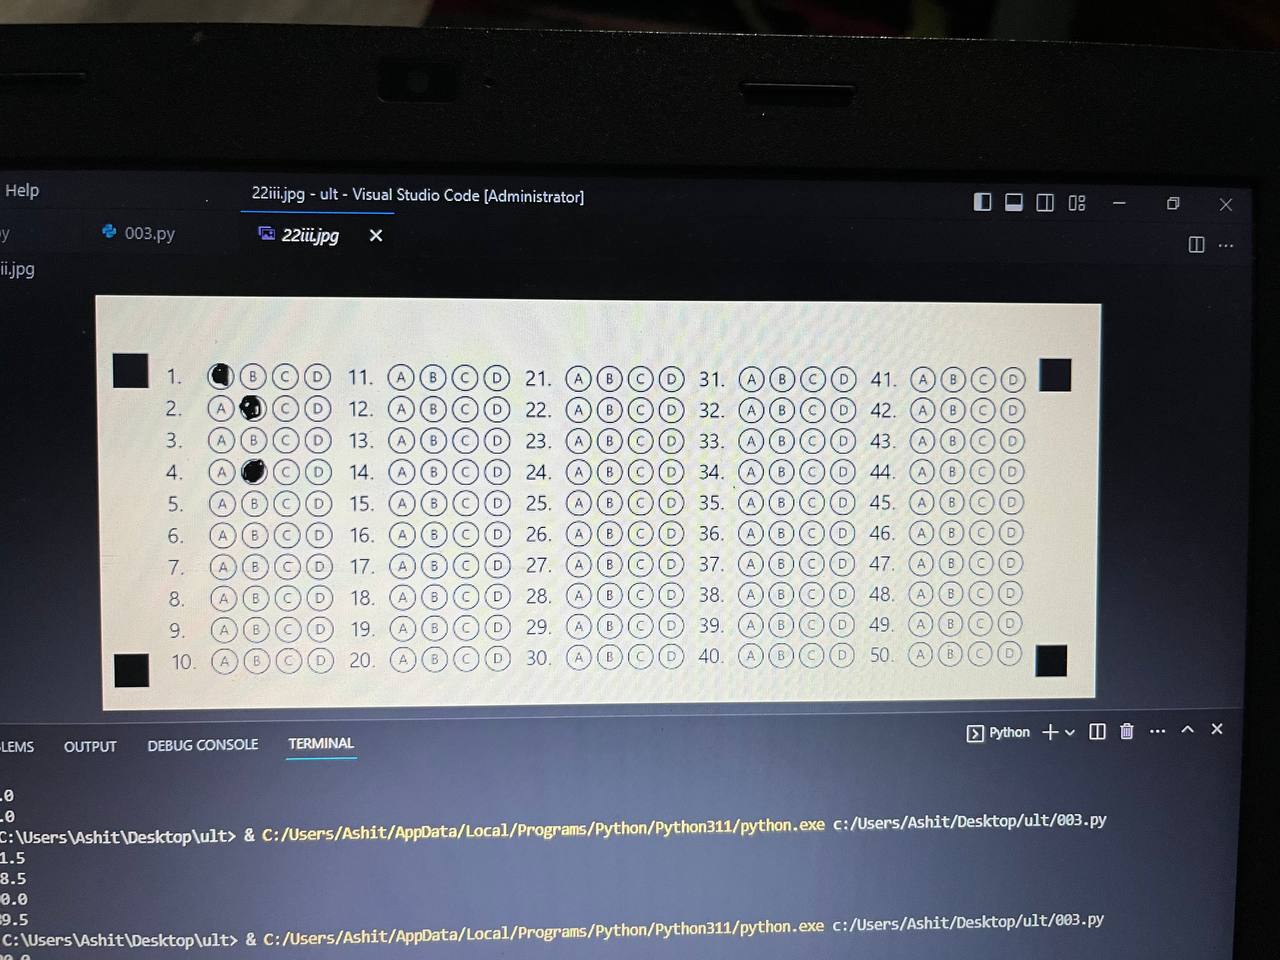 Help
22iii.jpg - ult - Visual Studio Code [Administrator]
003.py
22iii.jpg
ii.jpg
1. B C D 11. A B C D 21. A B C D 31. A B C D 41. A B C D
2. A C D 12. A B C D 22. A B C D 32. A B C D 42. A B C D
3. A B C D 13. A B C D 23. A B C D 33. A B C D 43. A B C D
4. A C D 14. A B C D 24. A B C D 34. A B C D 44. A B C D
5. A B C D 15. A B C D 25. A B C D 35. A B C D 45. A B C D
6. A B C D 16. A B C D 26. A B C D 36. A B C D 46. A B C D
7. A B C D 17. A B C D 27. A B C D 37. A B C D 47. A B C D
8. A B C D 18. A B C D 28. A B C D 38. A B C D 48. A B C D
9. A B C D 19. A B C D 29. A B C D 39. A B C D 49. A B C D
10. A B C D 20. A B C D 30. A B C D 40. A B C D 50. A B C D
LEMS OUTPUT DEBUG CONSOLE TERMINAL Python
.0
.0
C:\Users\Ashit\Desktop\ult> & C:/Users/Ashit/AppData/Local/Programs/Python/Python311/python.exe c:/Users/Ashit/Desktop/ult/003.py
1.5
8.5
0.0
39.5
C:\Users\Ashit\Desktop\ult> & C:/Users/Ashit/AppData/Local/Programs/Python/Python311/python.exe c:/Users/Ashit/Desktop/ult/003.py